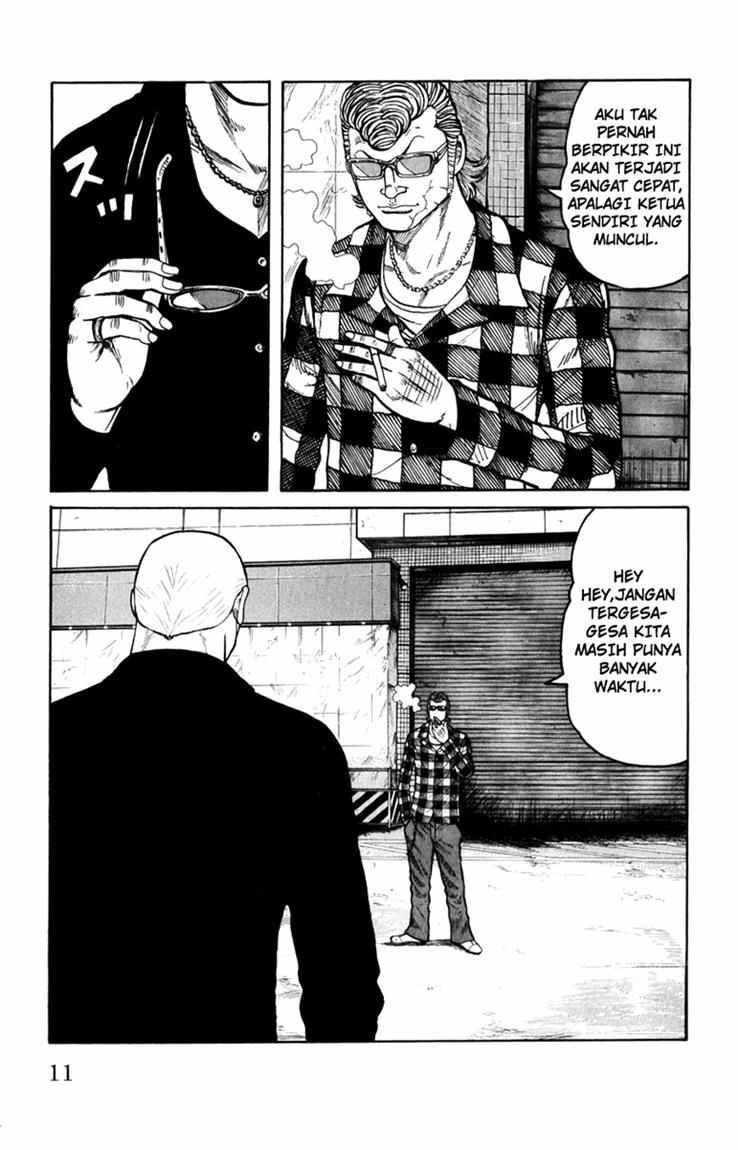 AKU TAK
PERNAH
BERPIKIR INI
AKAN TERJADI
SANGAT CEPAT,
APALAGI KETUA
SENDIRI YANG
MUNCUL.
スッ
HEY
HEY,JANGAN
TERGESA-
GESA KITA
MASIH PUNYA
BANYAK
WAKTU...
11